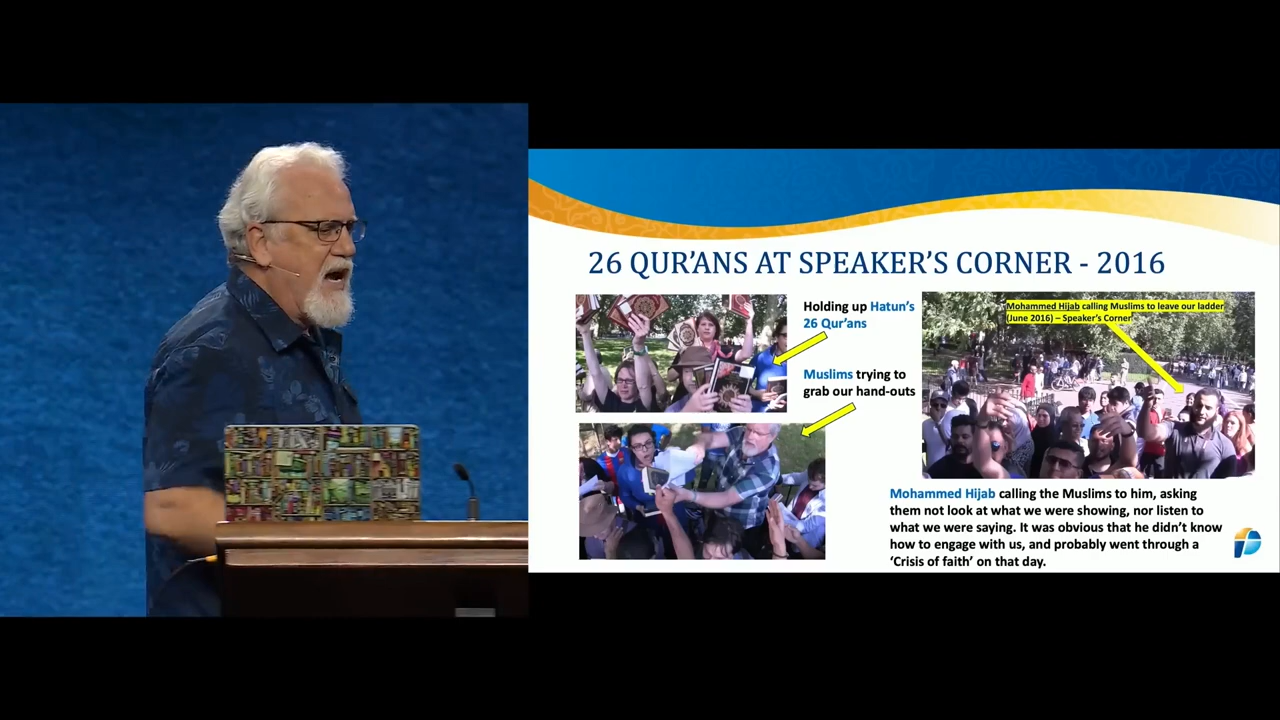 26 QUR’ANS AT SPEAKER’S CORNER - 2016
Holding up Hatun’s
26 Qur’ans
Muslims trying to
grab our hand-outs
Mohammed Hijab calling Muslims to leave our ladder
(June 2016) – Speaker’s Corner
Mohammed Hijab calling the Muslims to him, asking
them not look at what we were showing, nor listen to
what we were saying. It was obvious that he didn’t know
how to engage with us, and probably went through a
‘Crisis of faith’ on that day.